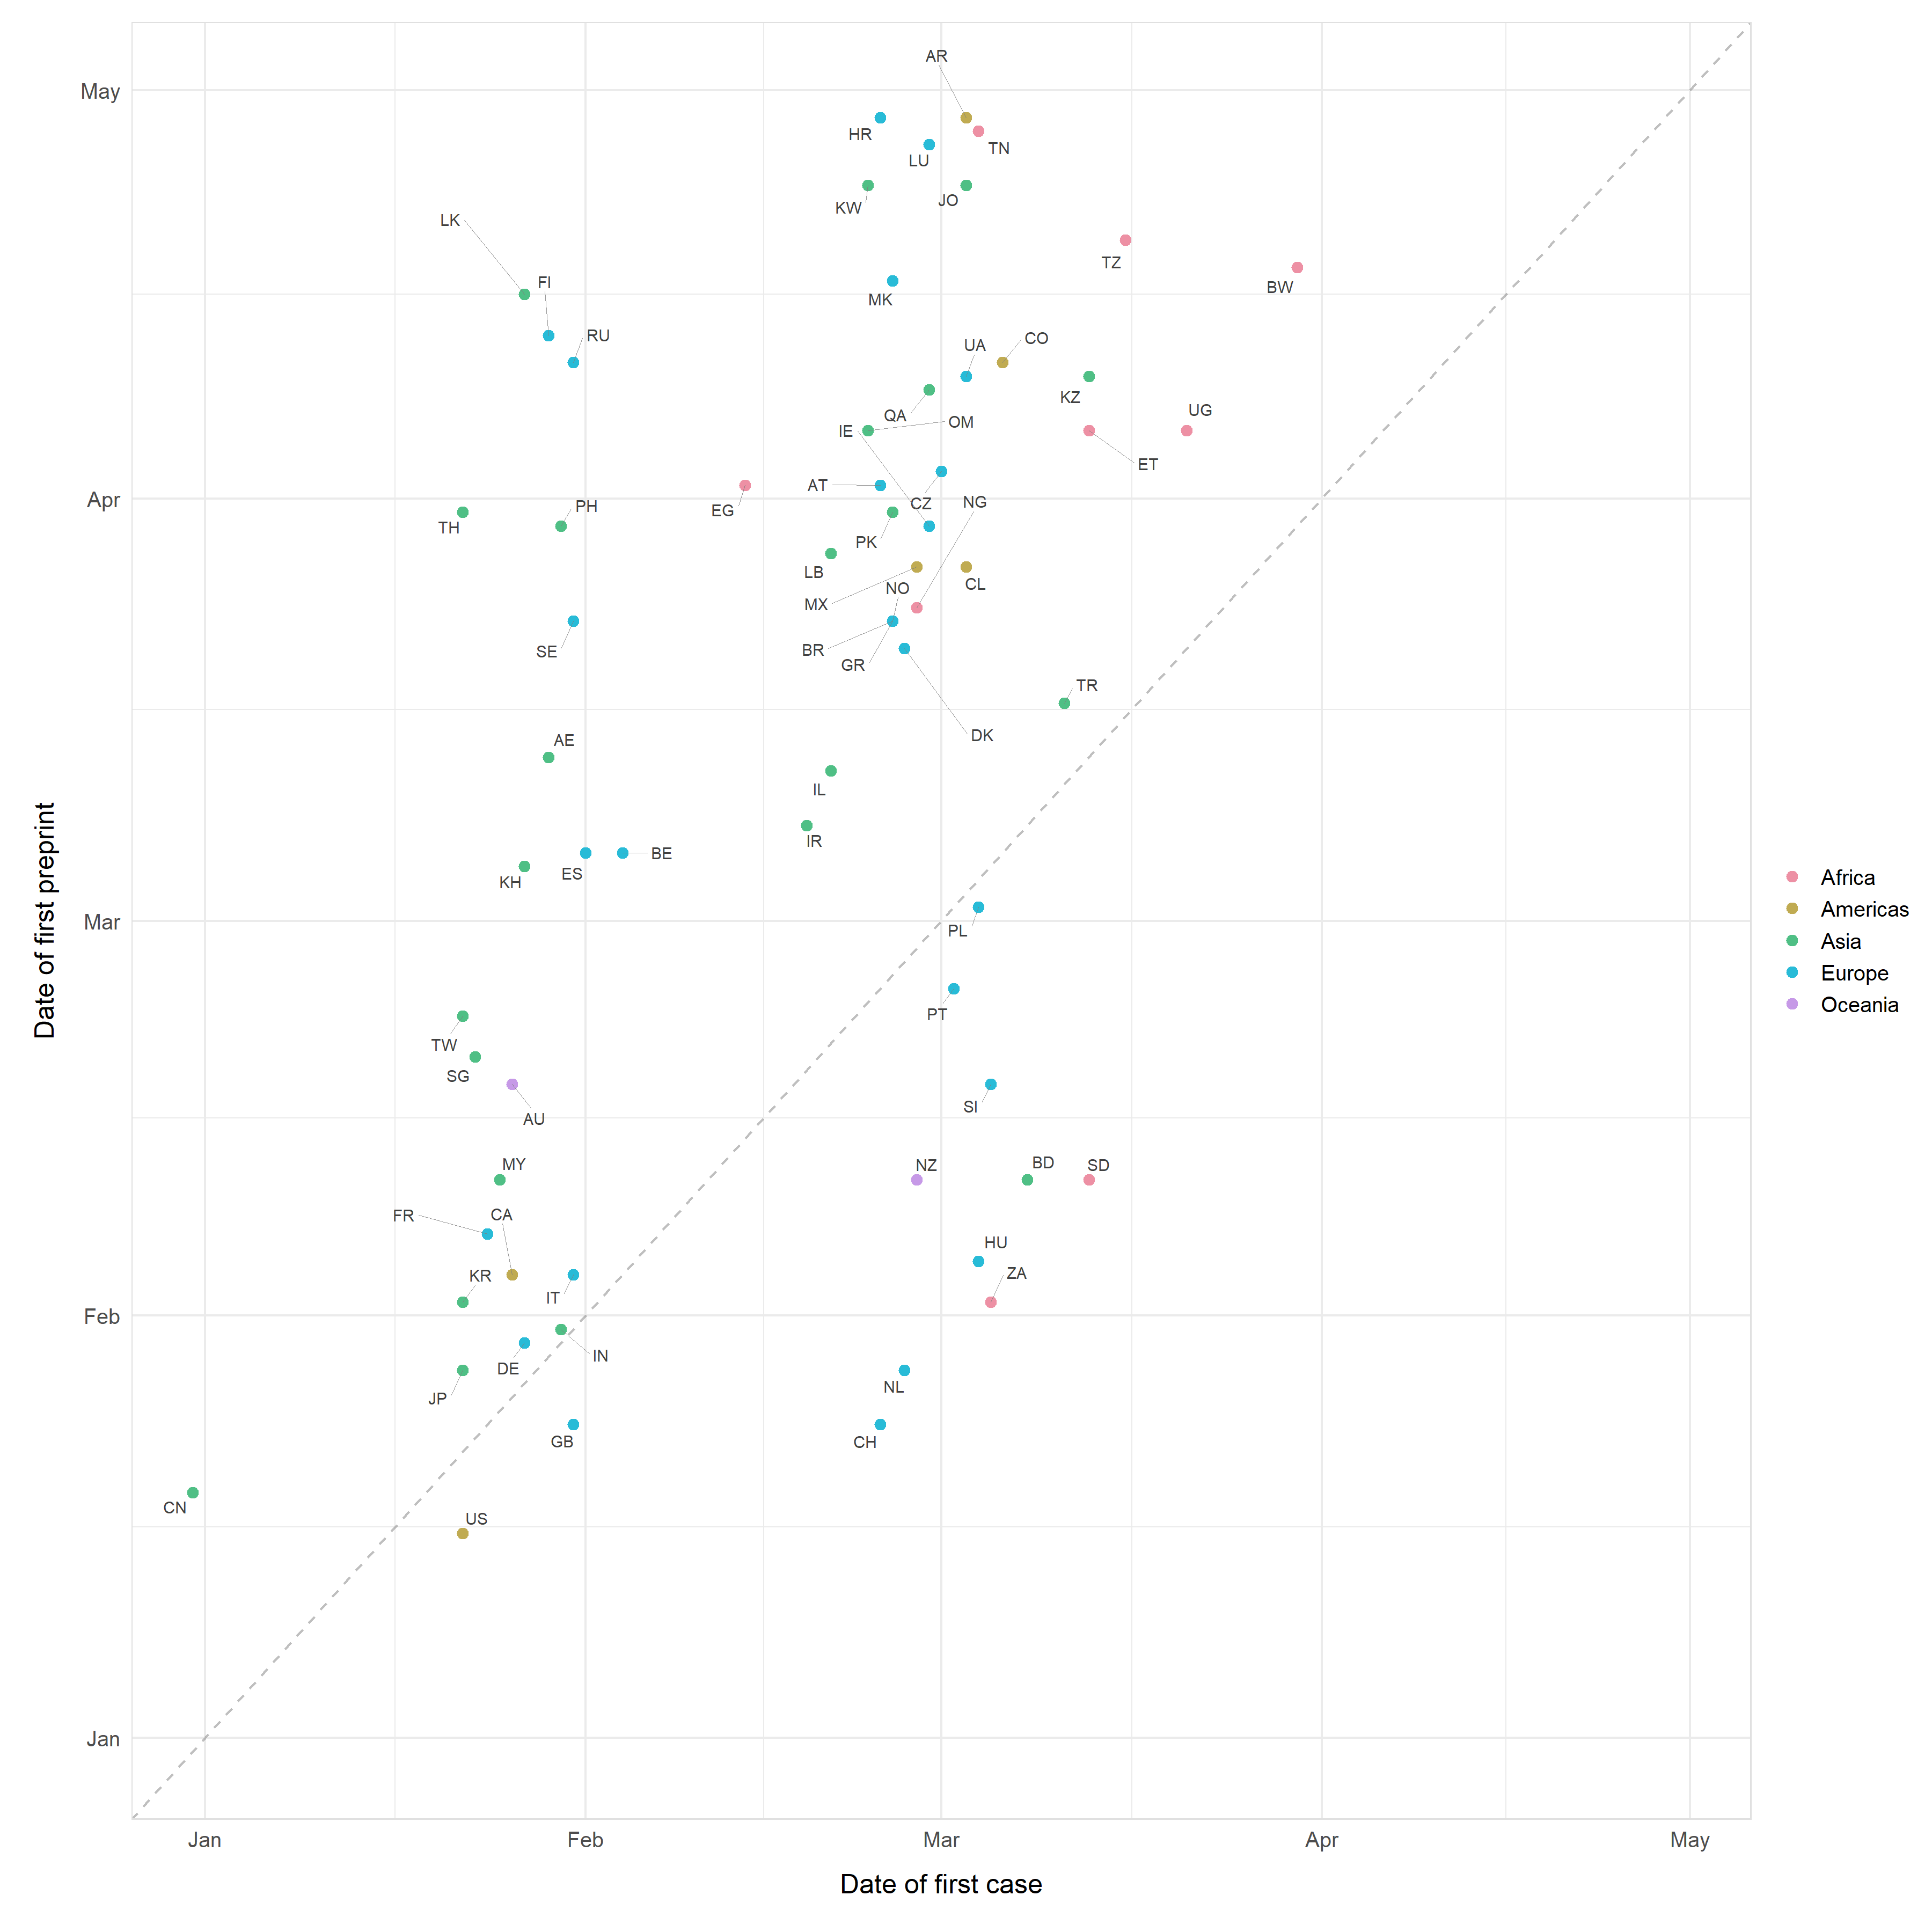 AR
May
HR
TN
LU
KW
JO
LK
TZ
FI
BW
MK
RU
CO
UA
KZ
UG
QA
OM
IE
ET
AT
Apr
NG
CZ
PH
EG
TH
PK
LB
CL
NO
MX
BR
SE
GR
TR
DK
AE
IL
IR
BE
ES
KH
Africa
Americas
Mar
PL
Asia
Europe
Oceania
Date of first preprint
PT
TW
SG
SI
AU
MY
NZ
BD
SD
FR
CA
HU
KR
ZA
IT
Feb
IN
DE
NL
JP
GB
CH
CN
US
Jan
Jan
Feb
Mar
Apr
May
Date of first case